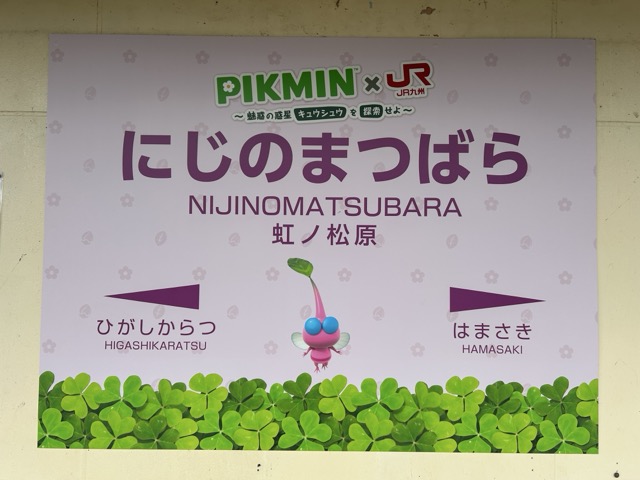 PIKMIN™×JR
JR九州
～魅惑の惑星 キュウシュウ を 探索 せよ～
にじのまつばら
NIJINOMATSUBARA
虹ノ松原
ひがしからつ
HIGASHIKARATSU
はまさき
HAMASAKI